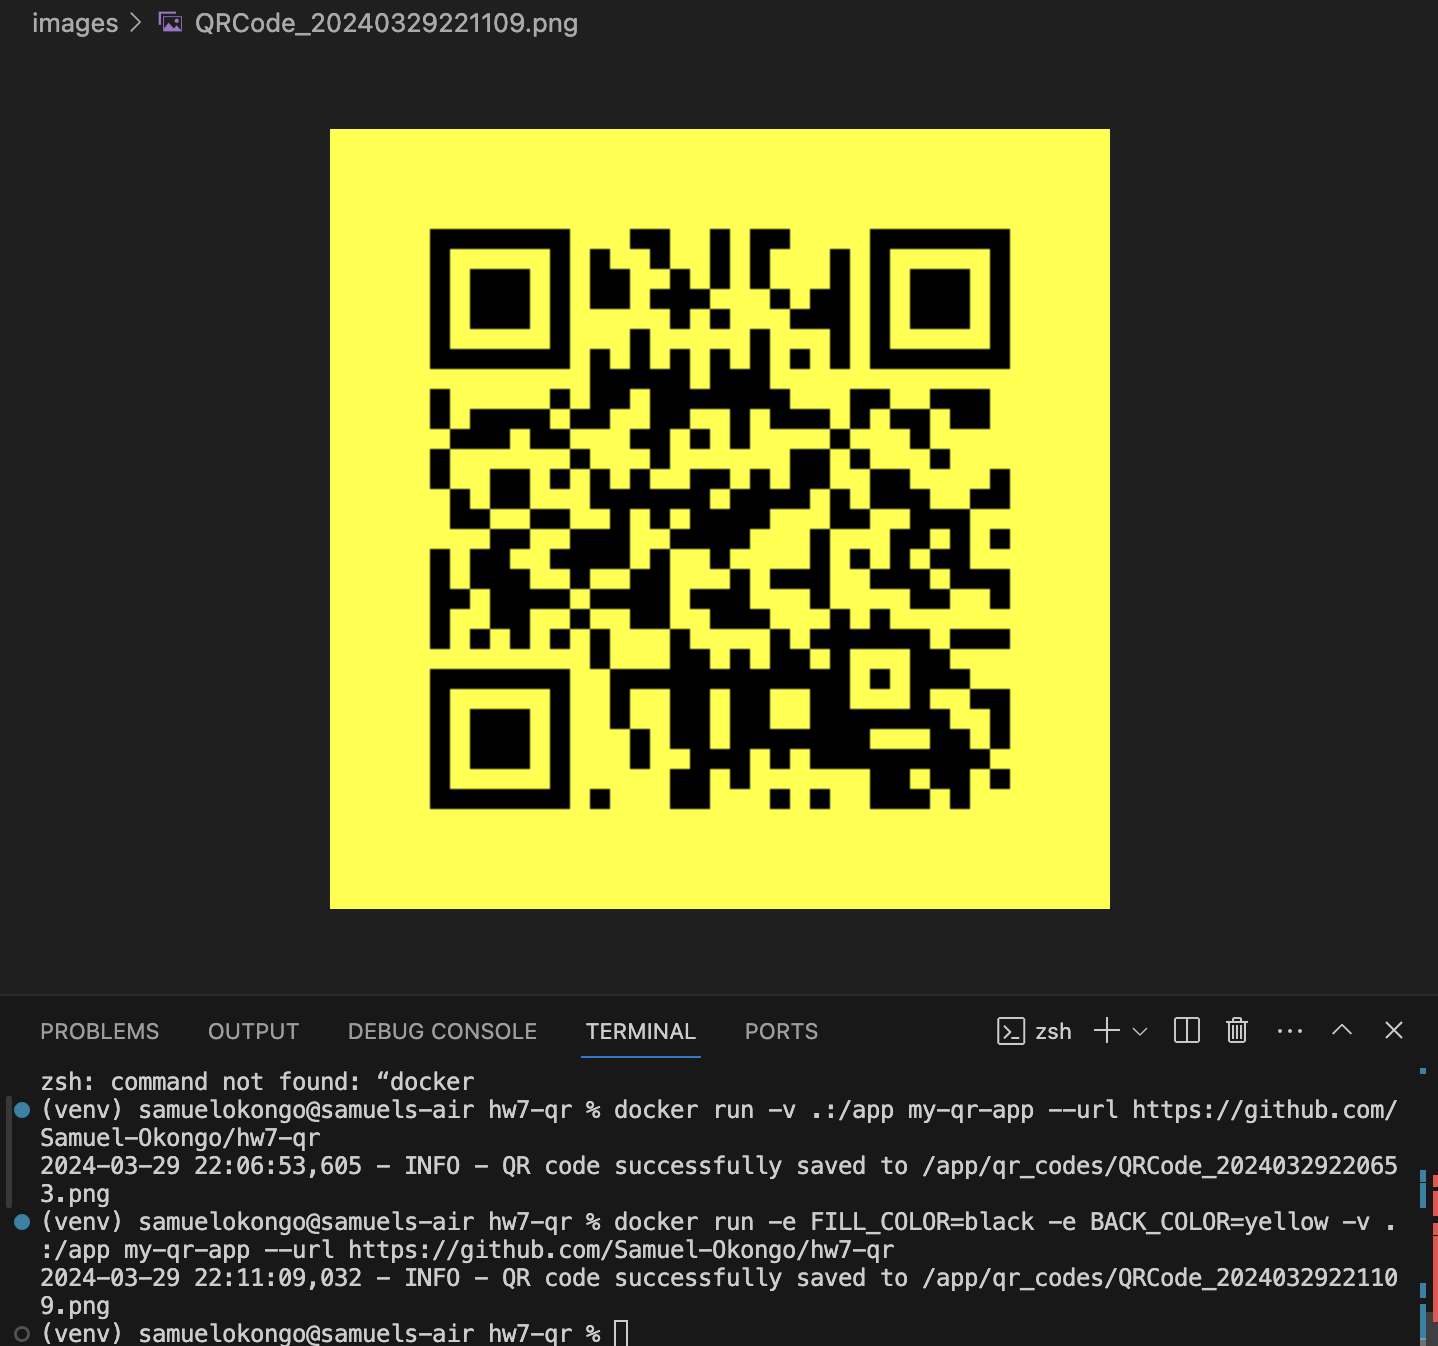 images > QRCode_20240329221109.png
PROBLEMS OUTPUT DEBUG CONSOLE TERMINAL PORTS zsh
zsh: command not found: “docker
(venv) samuelokongo@samuels-air hw7-qr % docker run -v .:/app my-qr-app --url https://github.com/
Samuel-Okongo/hw7-qr
2024-03-29 22:06:53,605 - INFO - QR code successfully saved to /app/qr_codes/QRCode_2024032922065
3.png
(venv) samuelokongo@samuels-air hw7-qr % docker run -e FILL_COLOR=black -e BACK_COLOR=yellow -v .
:/app my-qr-app --url https://github.com/Samuel-Okongo/hw7-qr
2024-03-29 22:11:09,032 - INFO - QR code successfully saved to /app/qr_codes/QRCode_2024032922110
9.png
(venv) samuelokongo@samuels-air hw7-qr %